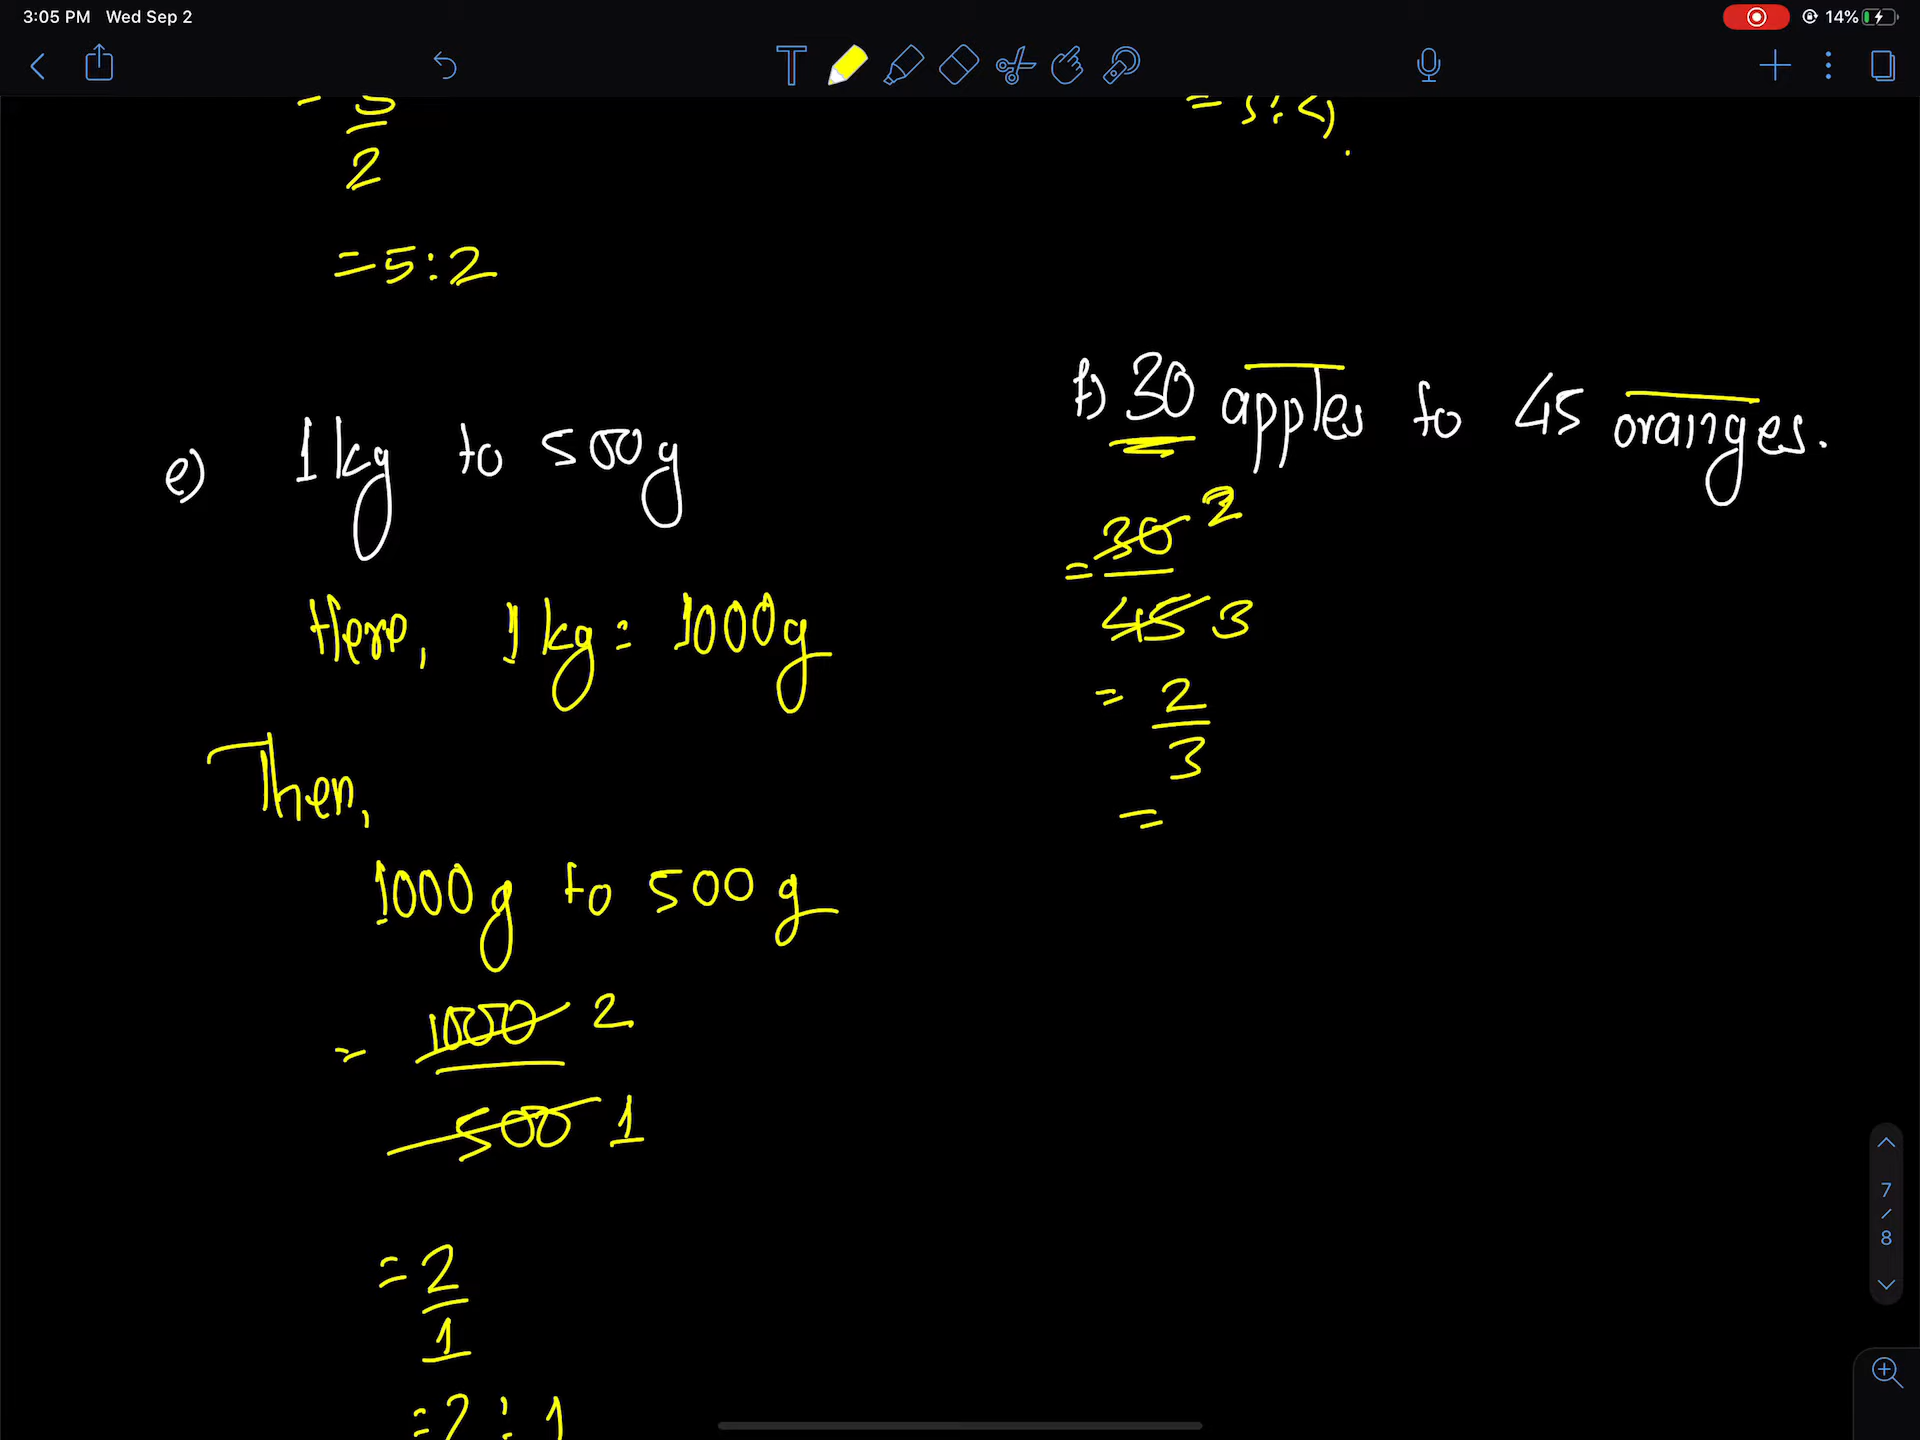 3:05 PM Wed Sep 2
14%
2
= 5:2
e) 1 kg to 500g
Here, 1 kg = 1000g
Then,
1000g to 500 g
= 1000 2
500 1
= 2
1
= 2 : 1
f) 30 apples to 45 oranges.
= 30 2
45 3
= 2
3
=
7
/
8